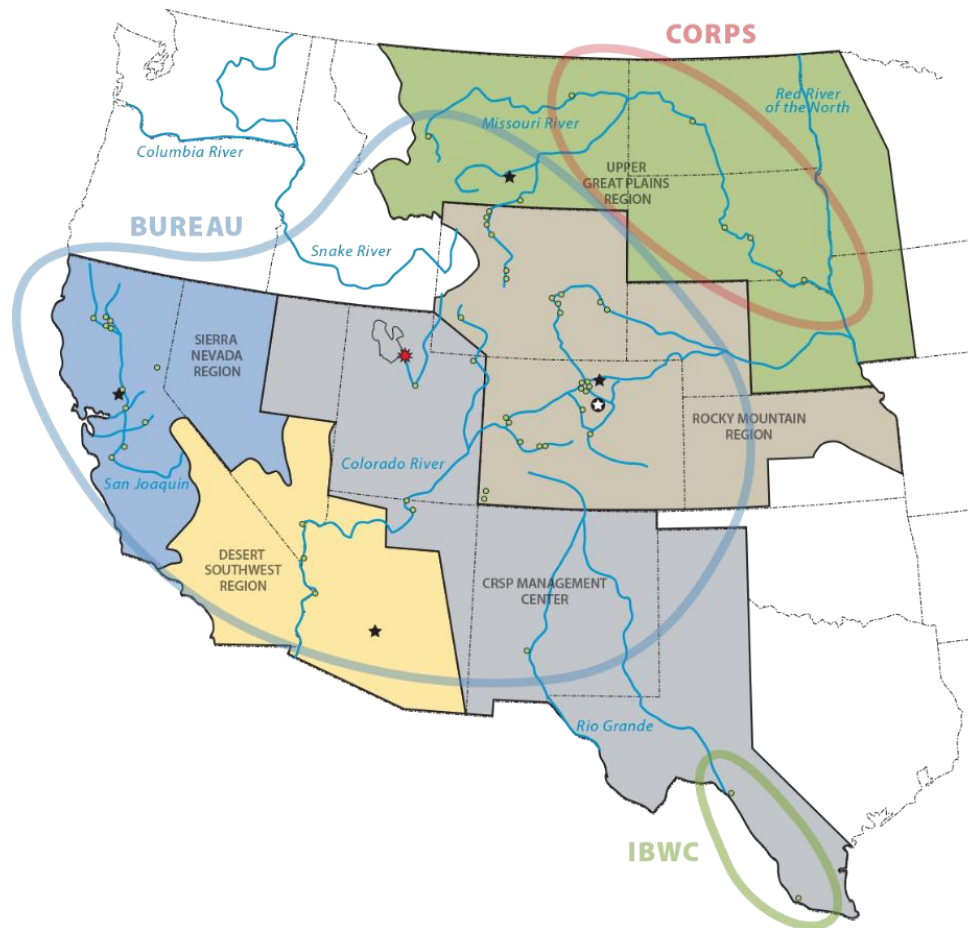 CORPS
Red River
of the North
Missouri River
Columbia River
UPPER
GREAT PLAINS
REGION
BUREAU
Snake River
SIERRA
NEVADA
REGION
ROCKY MOUNTAIN
REGION
Colorado River
San Joaquin
DESERT
SOUTHWEST
REGION
CRSP MANAGEMENT
CENTER
Rio Grande
IBWC